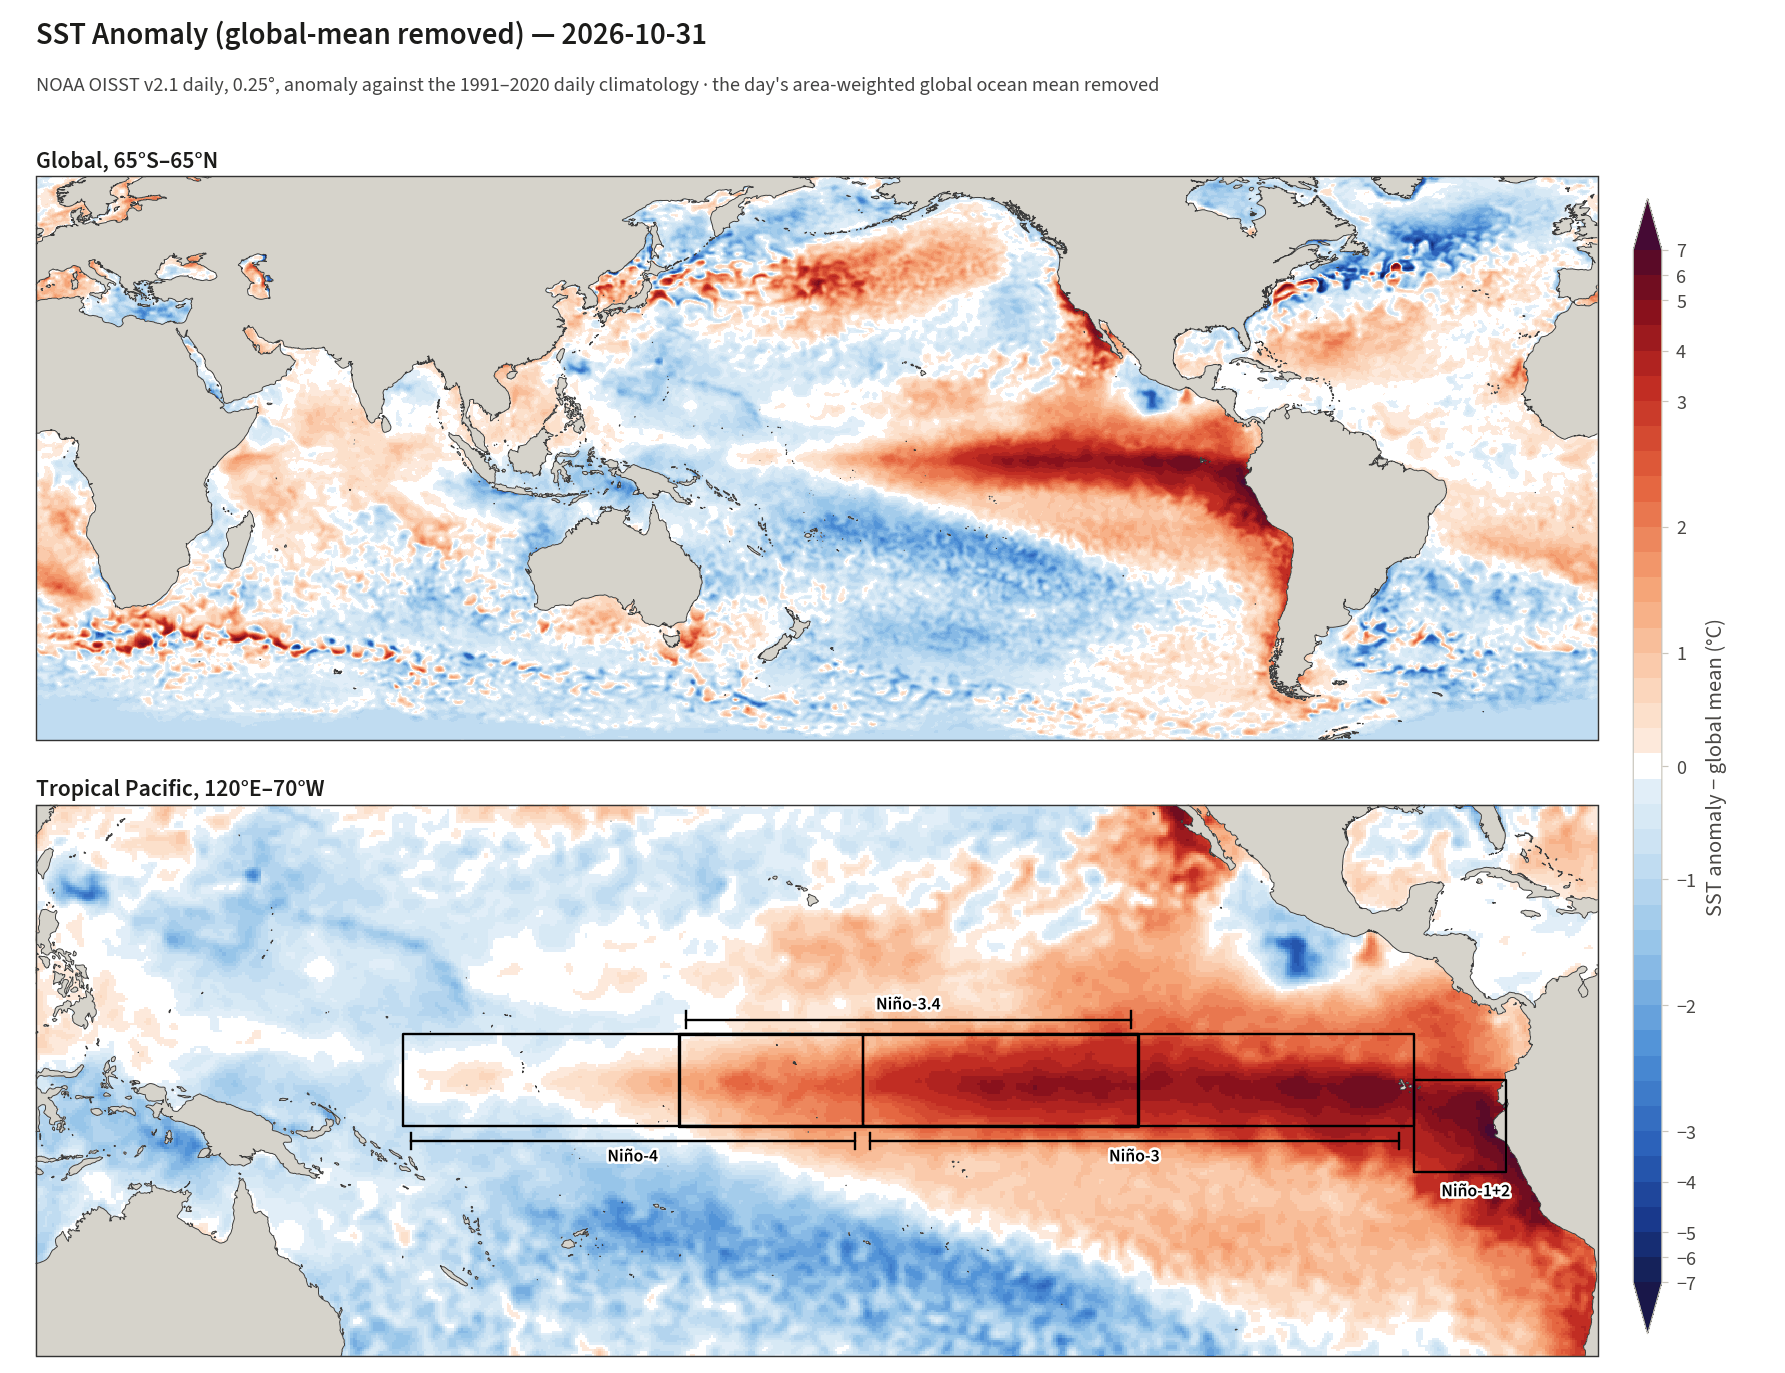 SST Anomaly (global-mean removed) — 2026-10-31
NOAA OISST v2.1 daily, 0.25°, anomaly against the 1991–2020 daily climatology · the day's area-weighted global ocean mean removed
Global, 65°S–65°N
7
6
5
4
3
2
1
0
−1
−2
−3
−4
−5
−6
−7
SST anomaly − global mean (°C)
Tropical Pacific, 120°E–70°W
Niño-3.4
Niño-4
Niño-3
Niño-1+2